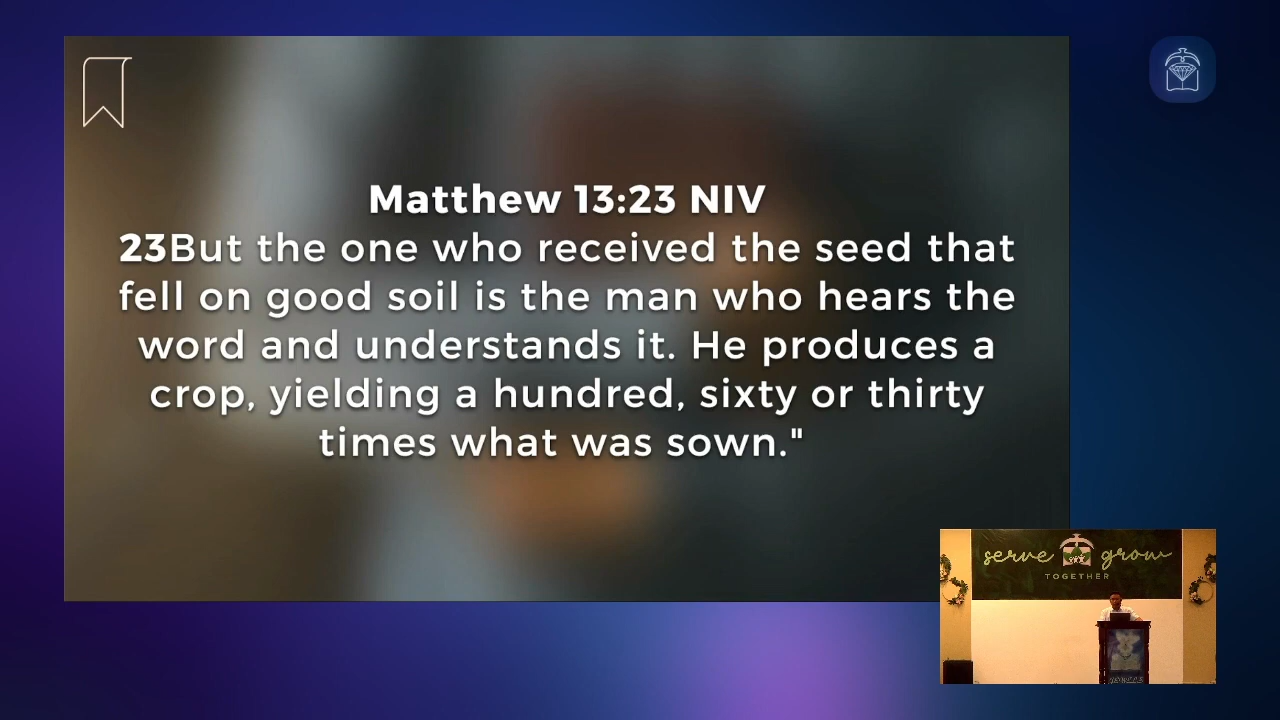 Matthew 13:23 NIV
23But the one who received the seed that
fell on good soil is the man who hears the
word and understands it. He produces a
crop, yielding a hundred, sixty or thirty
times what was sown."
serve grow
TOGETHER